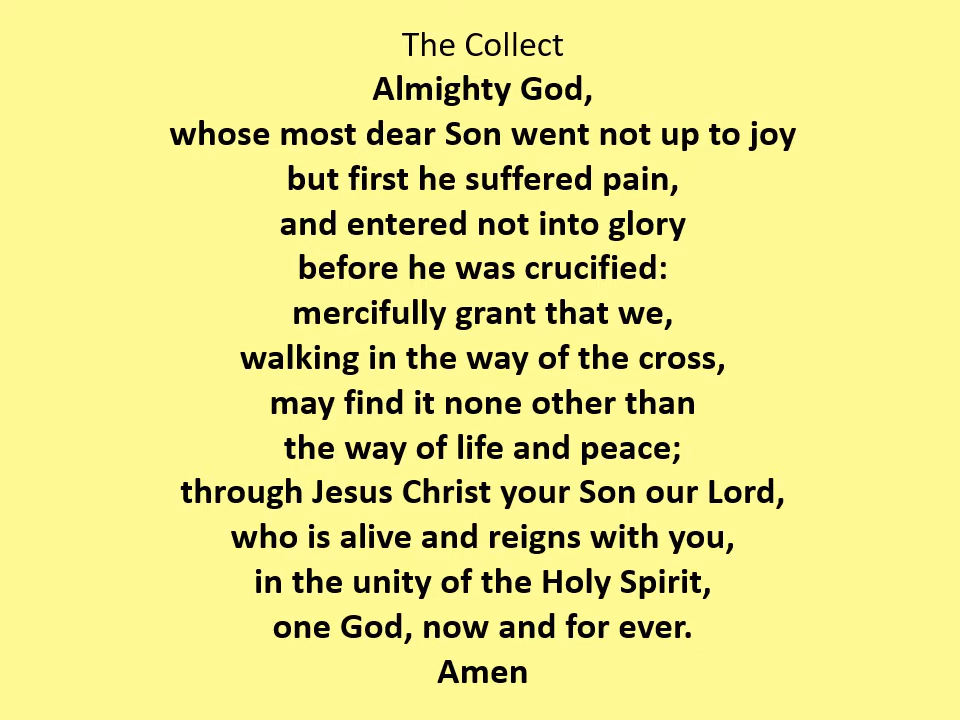 The Collect
Almighty God,
whose most dear Son went not up to joy
but first he suffered pain,
and entered not into glory
before he was crucified:
mercifully grant that we,
walking in the way of the cross,
may find it none other than
the way of life and peace;
through Jesus Christ your Son our Lord,
who is alive and reigns with you,
in the unity of the Holy Spirit,
one God, now and for ever.
Amen